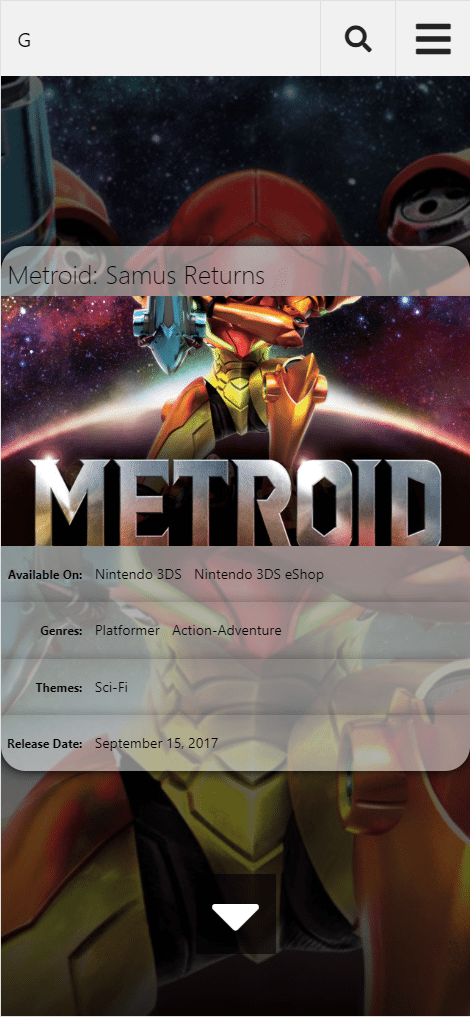 G
Metroid: Samus Returns
METROID
Available On: Nintendo 3DS Nintendo 3DS eShop
Genres: Platformer Action-Adventure
Themes: Sci-Fi
Release Date: September 15, 2017